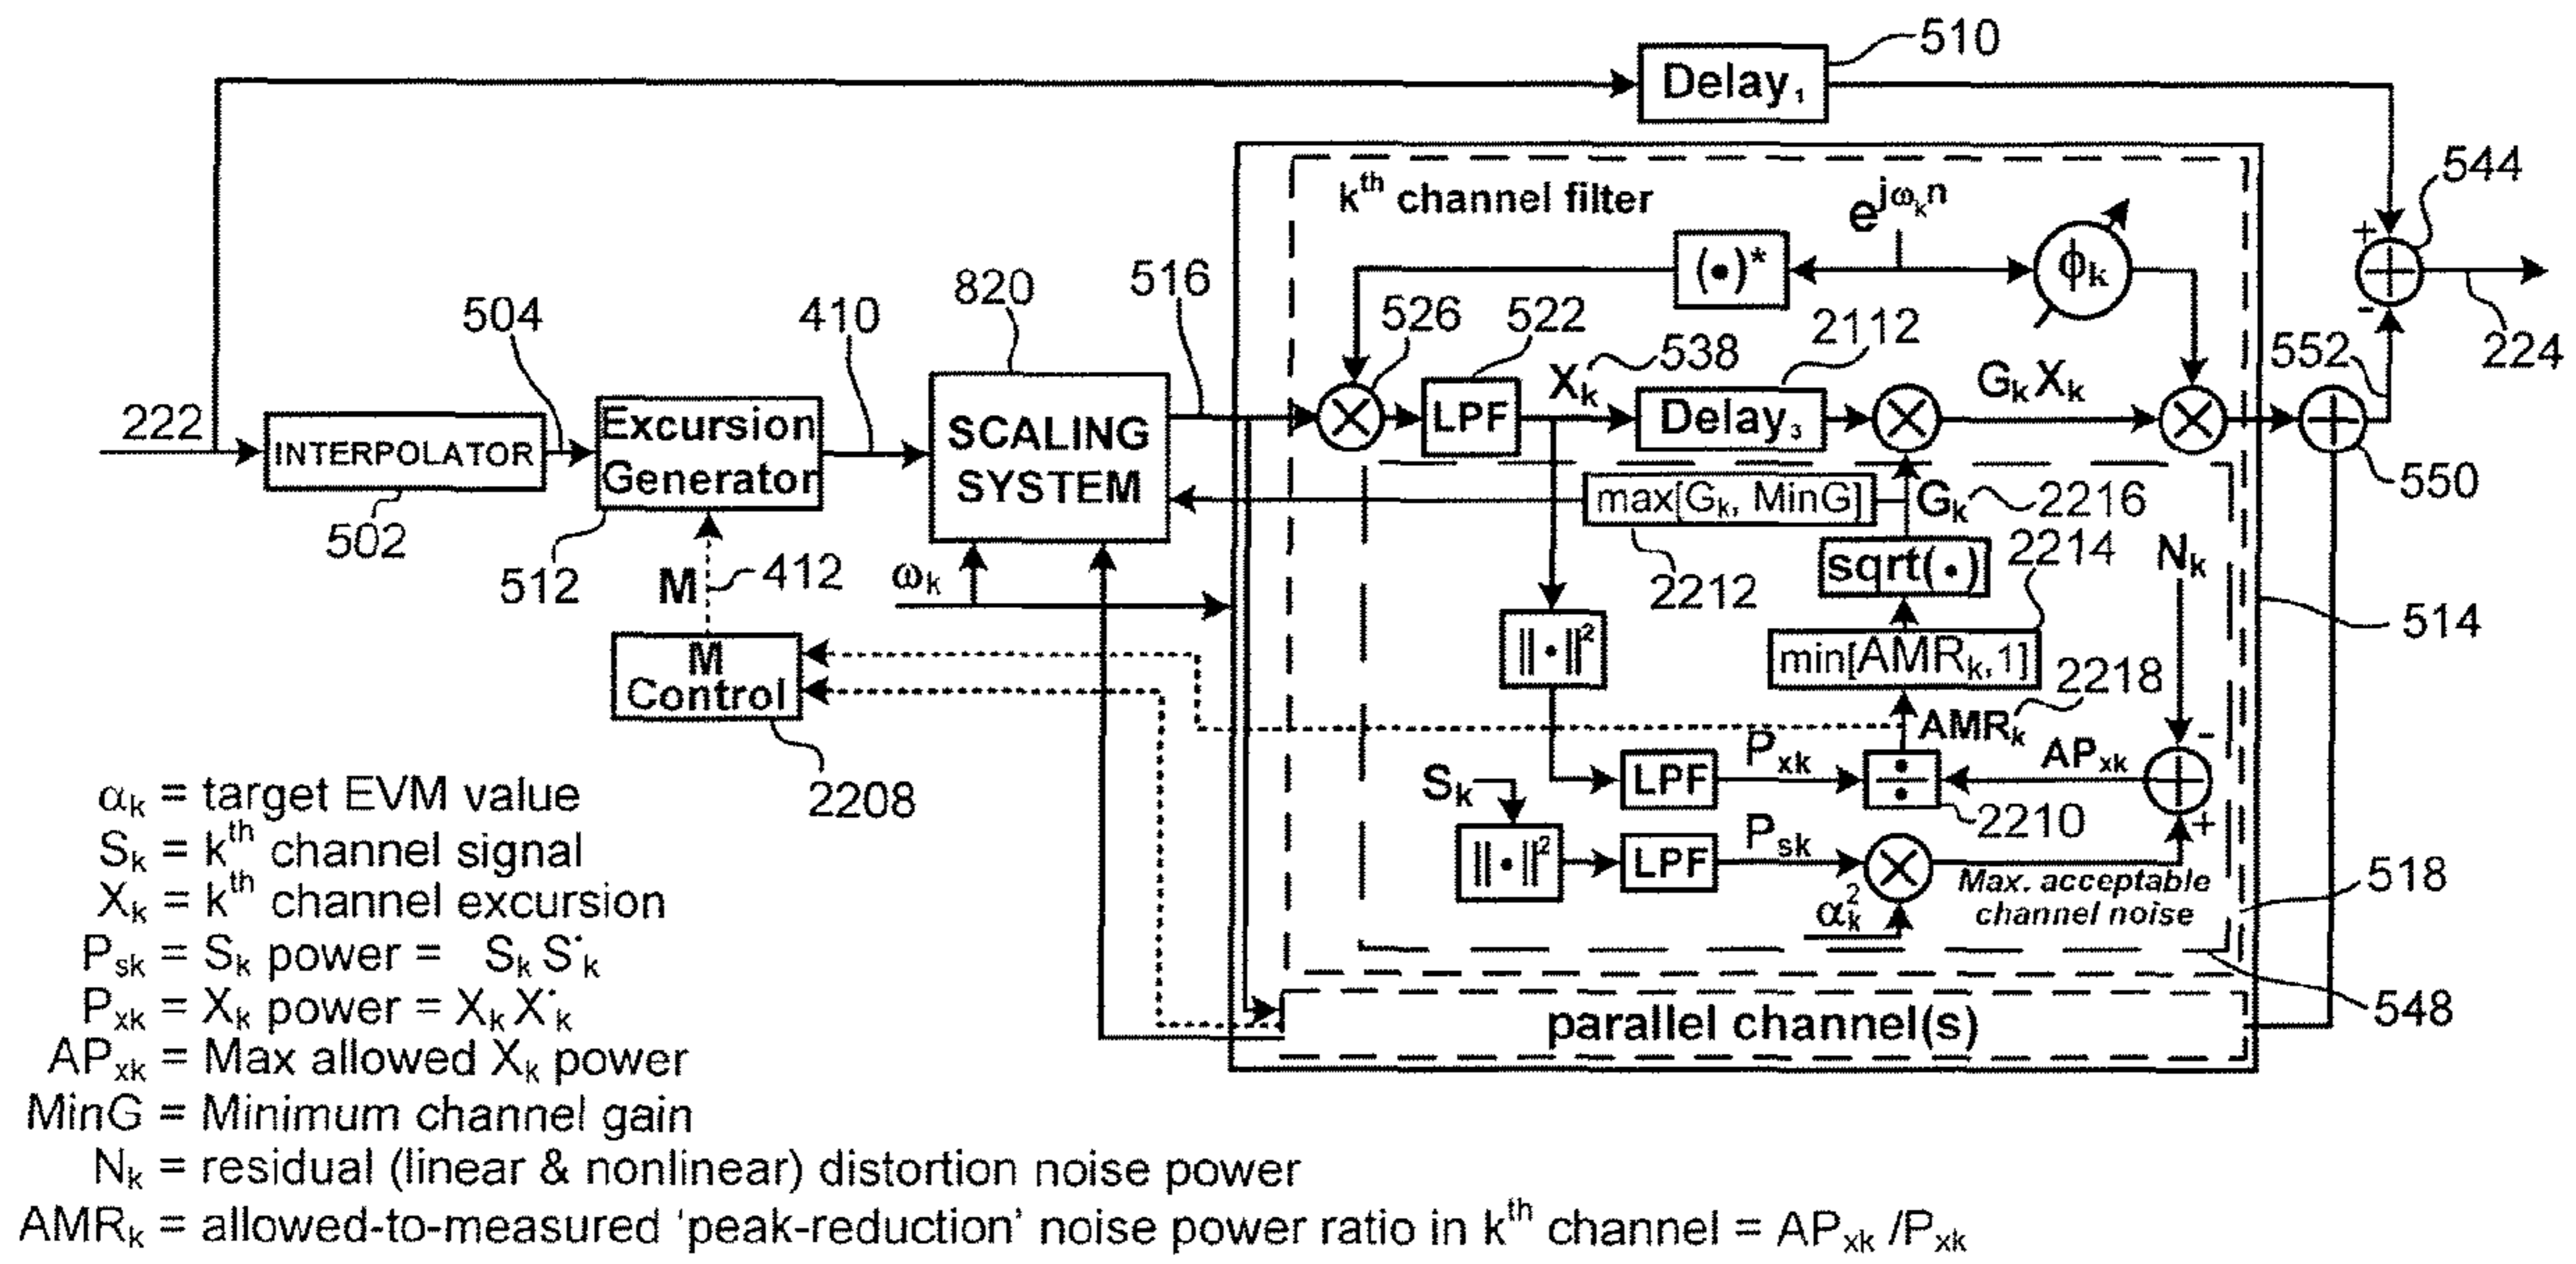 510
Delay₁
544
kᵗʰ channel filter
e^jωₖn
(•)*
ϕₖ
516
820
526
522
Xₖ
538
2112
504
410
552
224
222
INTERPOLATOR
Excursion
Generator
SCALING
SYSTEM
LPF
Delay₃
GₖXₖ
550
502
512
M
412
ωₖ
max[Gₖ, MinG]
Gₖ
2216
2212
sqrt(•)
2214
Nₖ
514
||•||²
min[AMRₖ,1]
2218
M
Control
2208
AMRₖ
-
+
Sₖ
LPF
Pₓₖ
÷
APₓₖ
2210
+
-
||•||²
LPF
Pₛₖ
αₖ²
Max. acceptable
channel noise
518
548
parallel channel(s)
αₖ = target EVM value
Sₖ = kᵗʰ channel signal
Xₖ = kᵗʰ channel excursion
Pₛₖ = Sₖ power = Sₖ S*ₖ
Pₓₖ = Xₖ power = Xₖ X*ₖ
APₓₖ = Max allowed Xₖ power
MinG = Minimum channel gain
Nₖ = residual (linear & nonlinear) distortion noise power
AMRₖ = allowed-to-measured ‘peak-reduction’ noise power ratio in kᵗʰ channel = APₓₖ /Pₓₖ